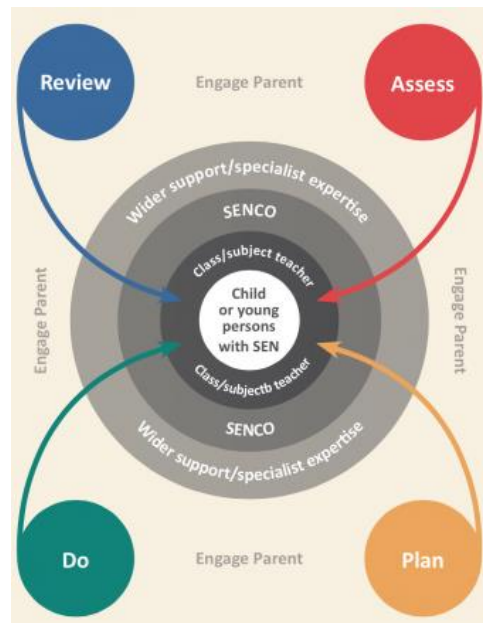 Review
Engage Parent
Assess
Wider support/specialist expertise
SENCO
Class/subject teacher
Engage Parent
Child
or young
persons
with SEN
Engage Parent
Class/subjectb teacher
SENCO
Wider support/specialist expertise
Do
Engage Parent
Plan